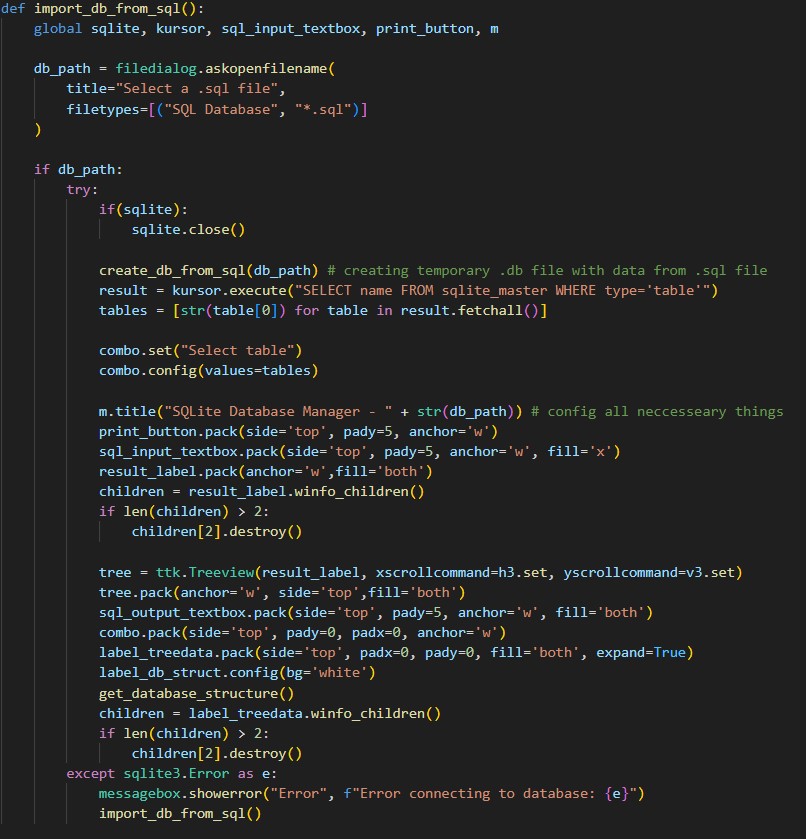 def import_db_from_sql():
    global sqlite, kursor, sql_input_textbox, print_button, m

    db_path = filedialog.askopenfilename(
        title="Select a .sql file",
        filetypes=[("SQL Database", "*.sql")]
    )

    if db_path:
        try:
            if(sqlite):
                sqlite.close()

            create_db_from_sql(db_path) # creating temporary .db file with data from .sql file
            result = kursor.execute("SELECT name FROM sqlite_master WHERE type='table'")
            tables = [str(table[0]) for table in result.fetchall()]

            combo.set("Select table")
            combo.config(values=tables)

            m.title("SQLite Database Manager - " + str(db_path)) # config all neccesseary things
            print_button.pack(side='top', pady=5, anchor='w')
            sql_input_textbox.pack(side='top', pady=5, anchor='w', fill='x')
            result_label.pack(anchor='w',fill='both')
            children = result_label.winfo_children()
            if len(children) > 2:
                children[2].destroy()

            tree = ttk.Treeview(result_label, xscrollcommand=h3.set, yscrollcommand=v3.set)
            tree.pack(anchor='w', side='top',fill='both')
            sql_output_textbox.pack(side='top', pady=5, anchor='w', fill='both')
            combo.pack(side='top', pady=0, padx=0, anchor='w')
            label_treedata.pack(side='top', padx=0, pady=0, fill='both', expand=True)
            label_db_struct.config(bg='white')
            get_database_structure()
            children = label_treedata.winfo_children()
            if len(children) > 2:
                children[2].destroy()
        except sqlite3.Error as e:
            messagebox.showerror("Error", f"Error connecting to database: {e}")
            import_db_from_sql()